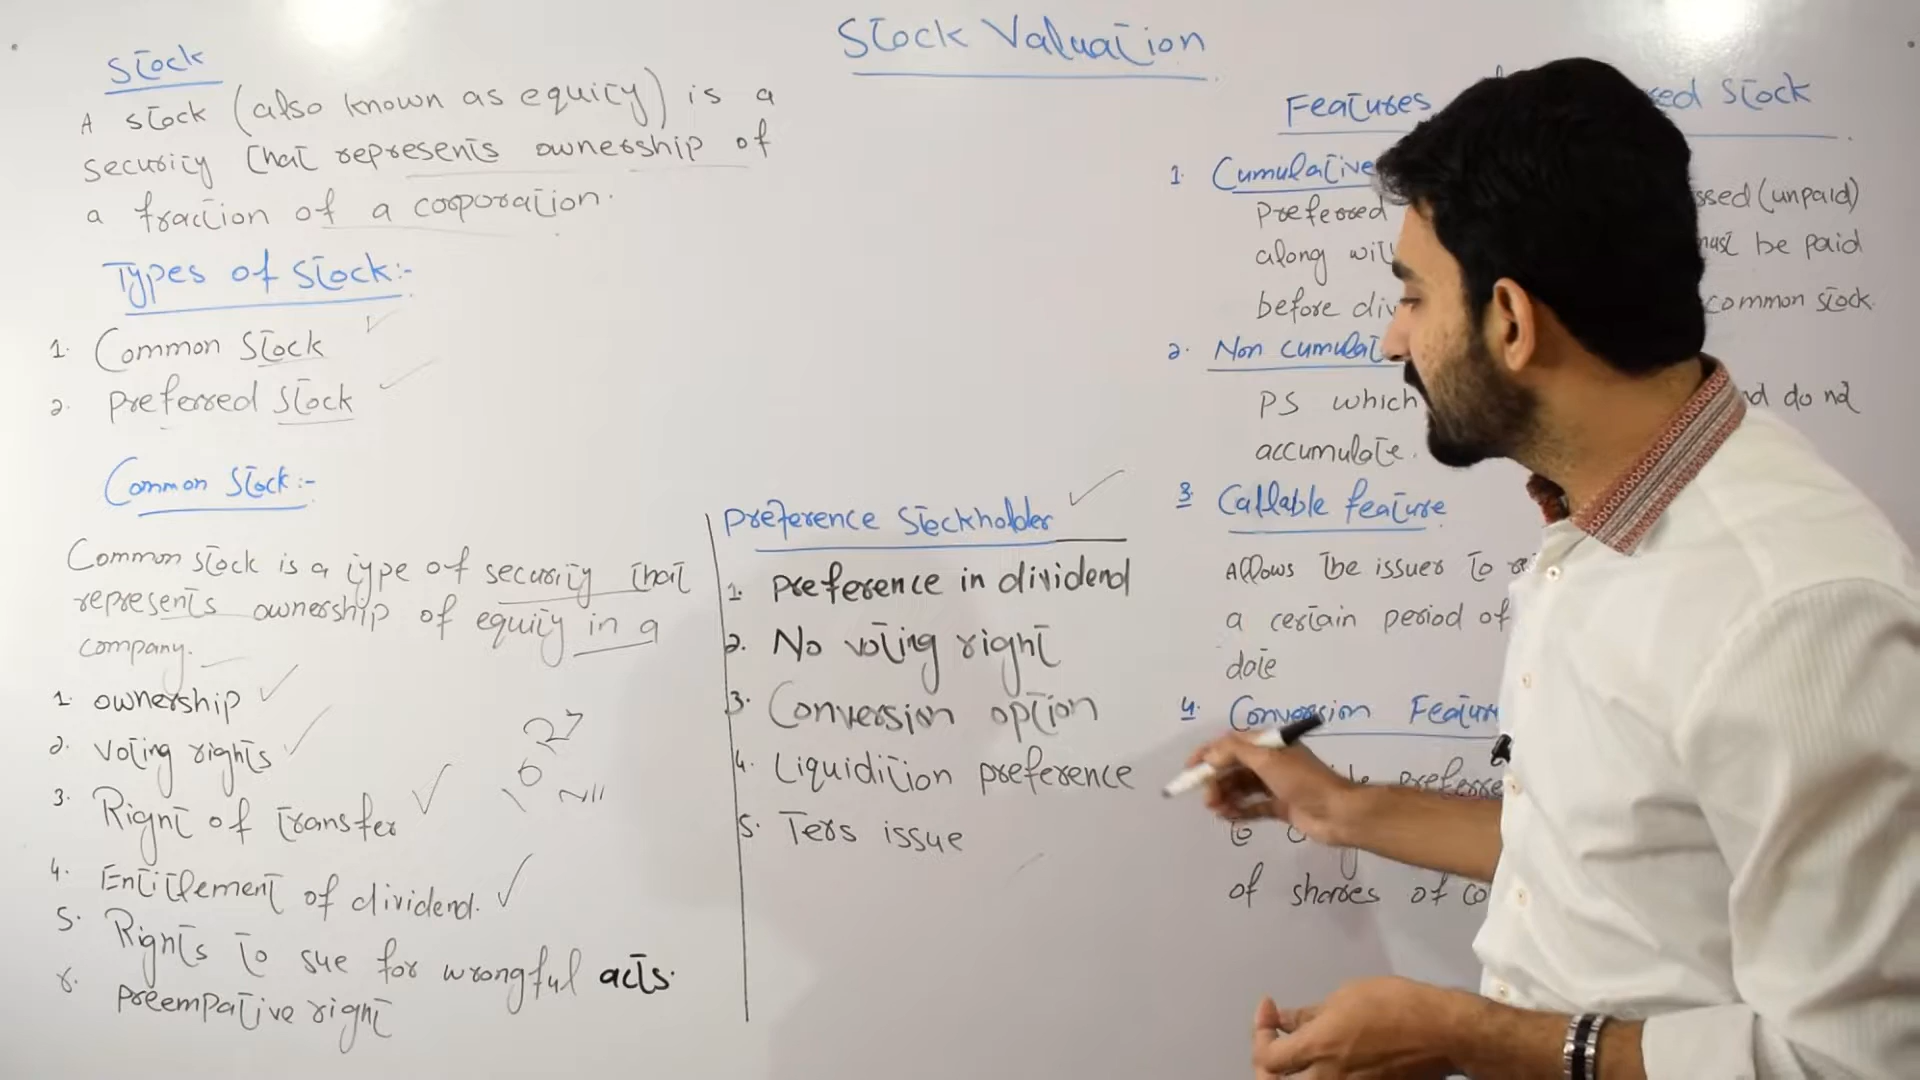 Stock Valuation
Stock
A stock (also known as equity) is a
security that represents ownership of
a fraction of a corporation.
Types of Stock:-
1. Common Stock
2. Preferred Stock
Common Stock:-
Common stock is a type of security that
represents ownership of equity in a
company.
1. ownership
2. Voting rights
3. Right of transfer
4. Entitlement of dividend.
5. Rights to sue for wrongful acts.
6. Preempative right
Preference Stockholder
1. Preference in dividend
2. No voting right
3. Conversion option
4. Liquidition preference
5. Ters issue
Features Stock
1. Cumulative
Preferred (unpaid)
along must be paid
before common stock.
2. Non
PS which do not
accumulate.
3. Callable feature
Allows the issuer to
a certain period of
date
4. Conversion
to
of shares of